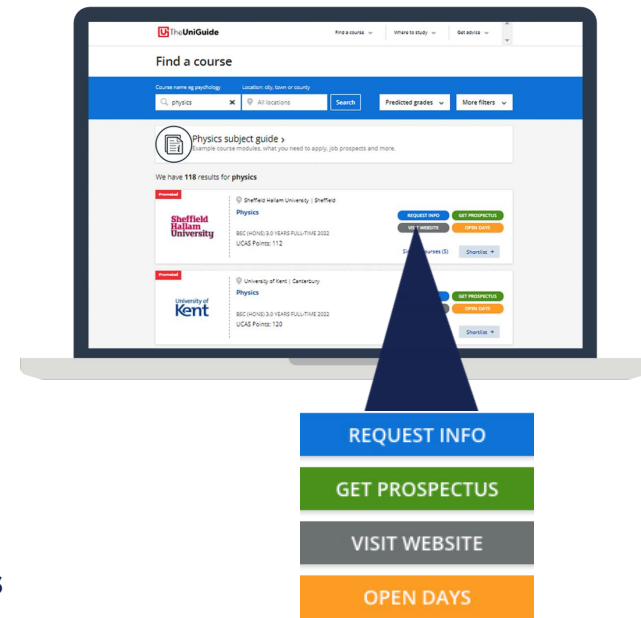 TheUniGuide
Find a course
Where to study
Get advice
Find a course
Course name eg psychology
Location: city, town or county
physics
All locations
Search
Predicted grades
More filters
Physics subject guide ›
Example course modules, what you need to apply, job prospects and more.
We have 118 results for physics
Promoted
Sheffield Hallam University | Sheffield
Physics
Sheffield
Hallam
University
BSC (HONS) 3.0 YEARS FULL-TIME 2022
UCAS Points: 112
REQUEST INFO
GET PROSPECTUS
VISIT WEBSITE
OPEN DAYS
Shortlist +
Promoted
University of Kent | Canterbury
Physics
University of
Kent
BSC (HONS) 3.0 YEARS FULL-TIME 2022
UCAS Points: 120
GET PROSPECTUS
OPEN DAYS
Shortlist +
REQUEST INFO
GET PROSPECTUS
VISIT WEBSITE
OPEN DAYS